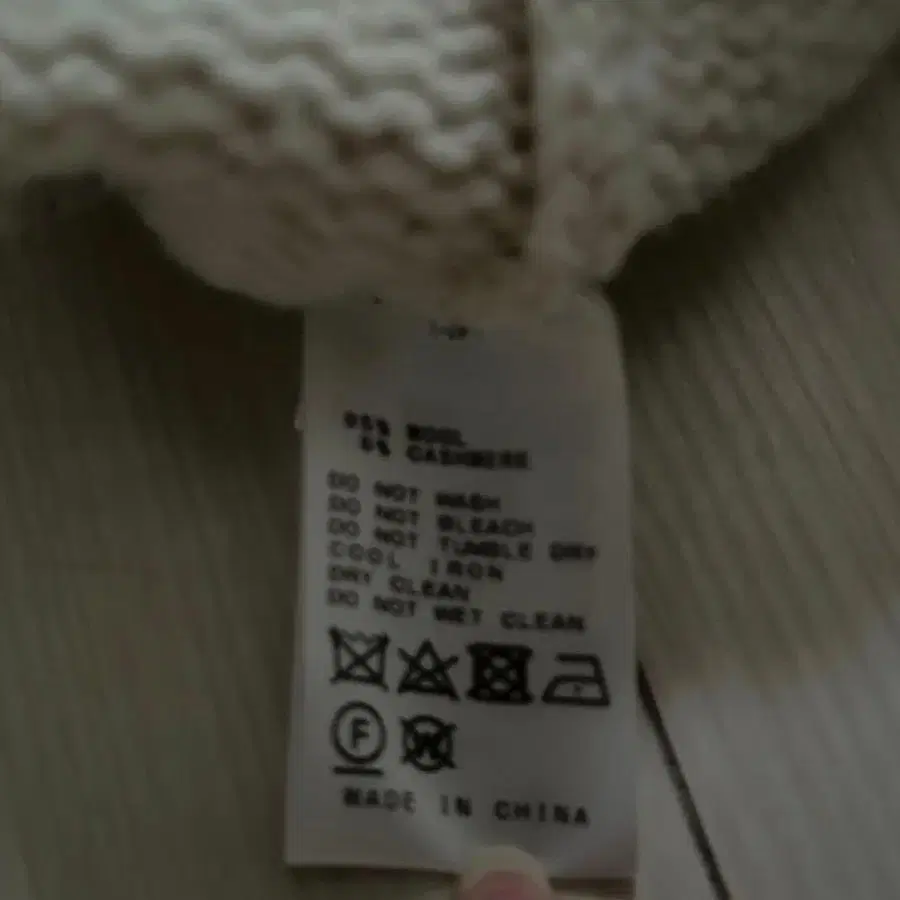 95% WOOL
5% CASHMERE
DO NOT WASH
DO NOT BLEACH
DO NOT TUMBLE DRY
COOL IRON
DRY CLEAN
DO NOT WET CLEAN
F W
MADE IN CHINA